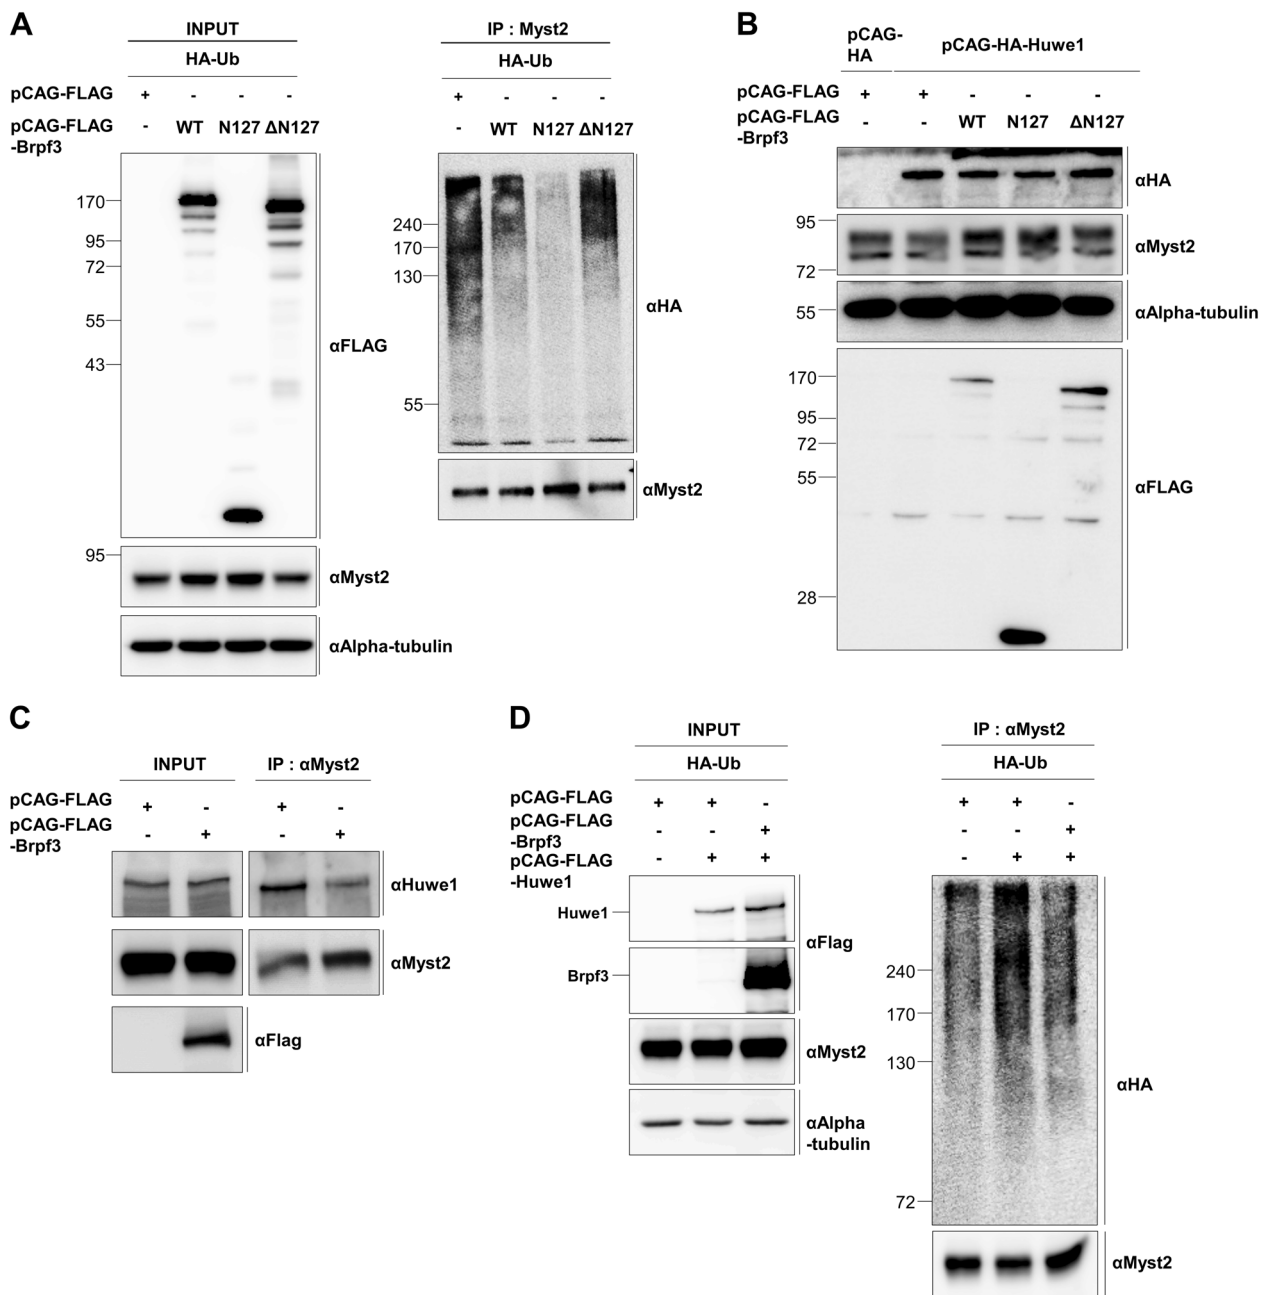 A
INPUT
HA-Ub
pCAG-FLAG + - - -
pCAG-FLAG - WT N127 ΔN127
-Brpf3
170
95
72
55
43
αFLAG
95
αMyst2
αAlpha-tubulin
IP : Myst2
HA-Ub
+ - - -
- WT N127 ΔN127
240
170
130
55
αHA
αMyst2
B
pCAG-
HA
pCAG-HA-Huwe1
pCAG-FLAG + + - - -
pCAG-FLAG - - WT N127 ΔN127
-Brpf3
αHA
95
72
αMyst2
55
αAlpha-tubulin
170
95
72
55
28
αFLAG
C
INPUT
IP : αMyst2
pCAG-FLAG + - + -
pCAG-FLAG - + - +
-Brpf3
αHuwe1
αMyst2
αFlag
D
INPUT
HA-Ub
pCAG-FLAG + + -
pCAG-FLAG - - +
-Brpf3
pCAG-FLAG - + +
-Huwe1
Huwe1
Brpf3
αFlag
αMyst2
αAlpha
-tubulin
IP : αMyst2
HA-Ub
+ + -
- - +
- + +
240
170
130
72
αHA
αMyst2